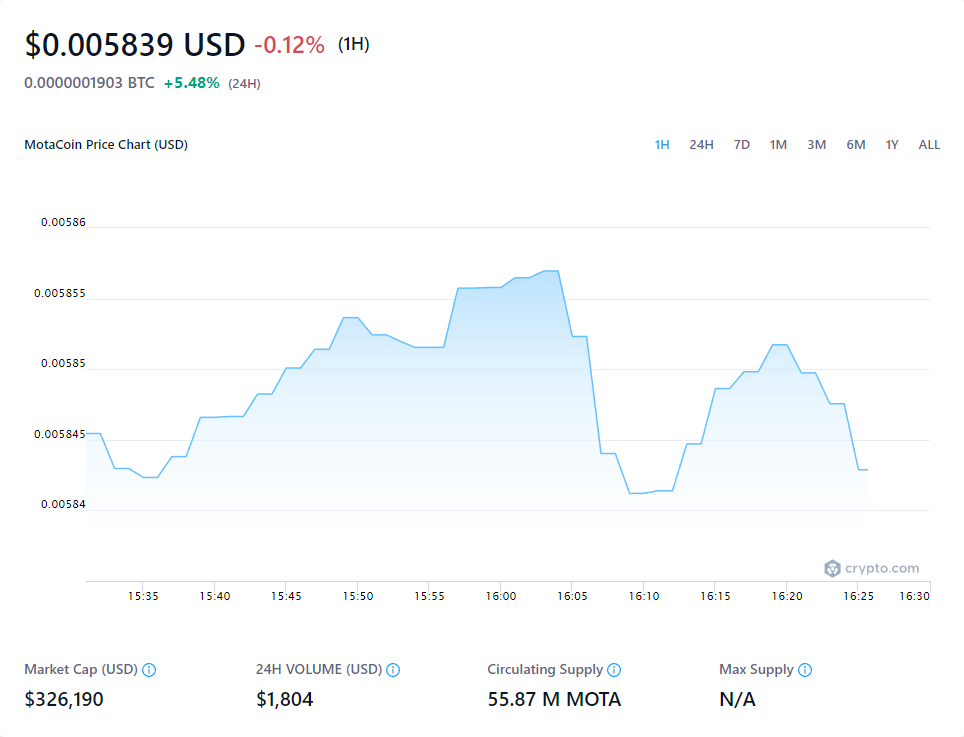 $0.005839 USD -0.12% (1H)
0.0000001903 BTC +5.48% (24H)
MotaCoin Price Chart (USD) 1H 24H 7D 1M 3M 6M 1Y ALL
0.00586
0.005855
0.00585
0.005845
0.00584
crypto.com
15:35 15:40 15:45 15:50 15:55 16:00 16:05 16:10 16:15 16:20 16:25 16:30
Market Cap (USD) 24H VOLUME (USD) Circulating Supply Max Supply
$326,190 $1,804 55.87 M MOTA N/A